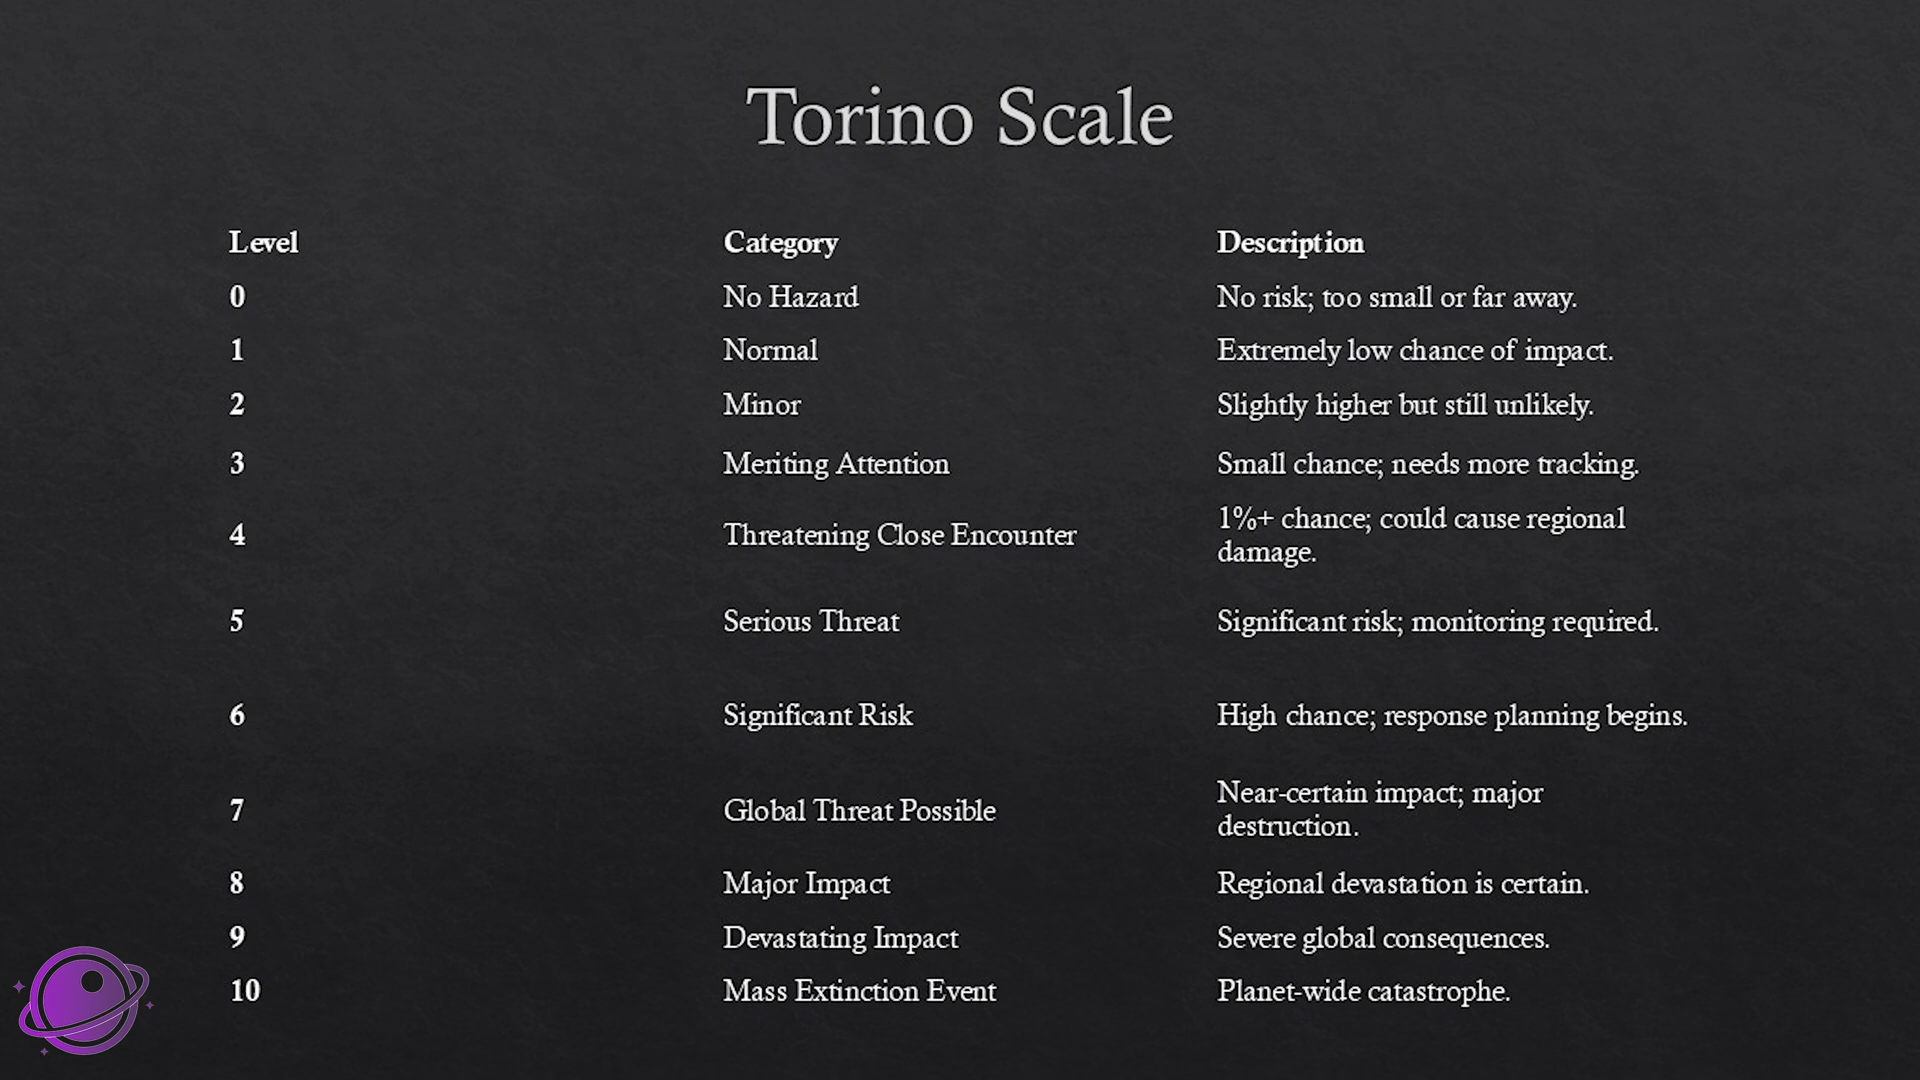 Torino Scale
Level Category Description
0 No Hazard No risk; too small or far away.
1 Normal Extremely low chance of impact.
2 Minor Slightly higher but still unlikely.
3 Meriting Attention Small chance; needs more tracking.
4 Threatening Close Encounter 1%+ chance; could cause regional
damage.
5 Serious Threat Significant risk; monitoring required.
6 Significant Risk High chance; response planning begins.
7 Global Threat Possible Near-certain impact; major
destruction.
8 Major Impact Regional devastation is certain.
9 Devastating Impact Severe global consequences.
10 Mass Extinction Event Planet-wide catastrophe.